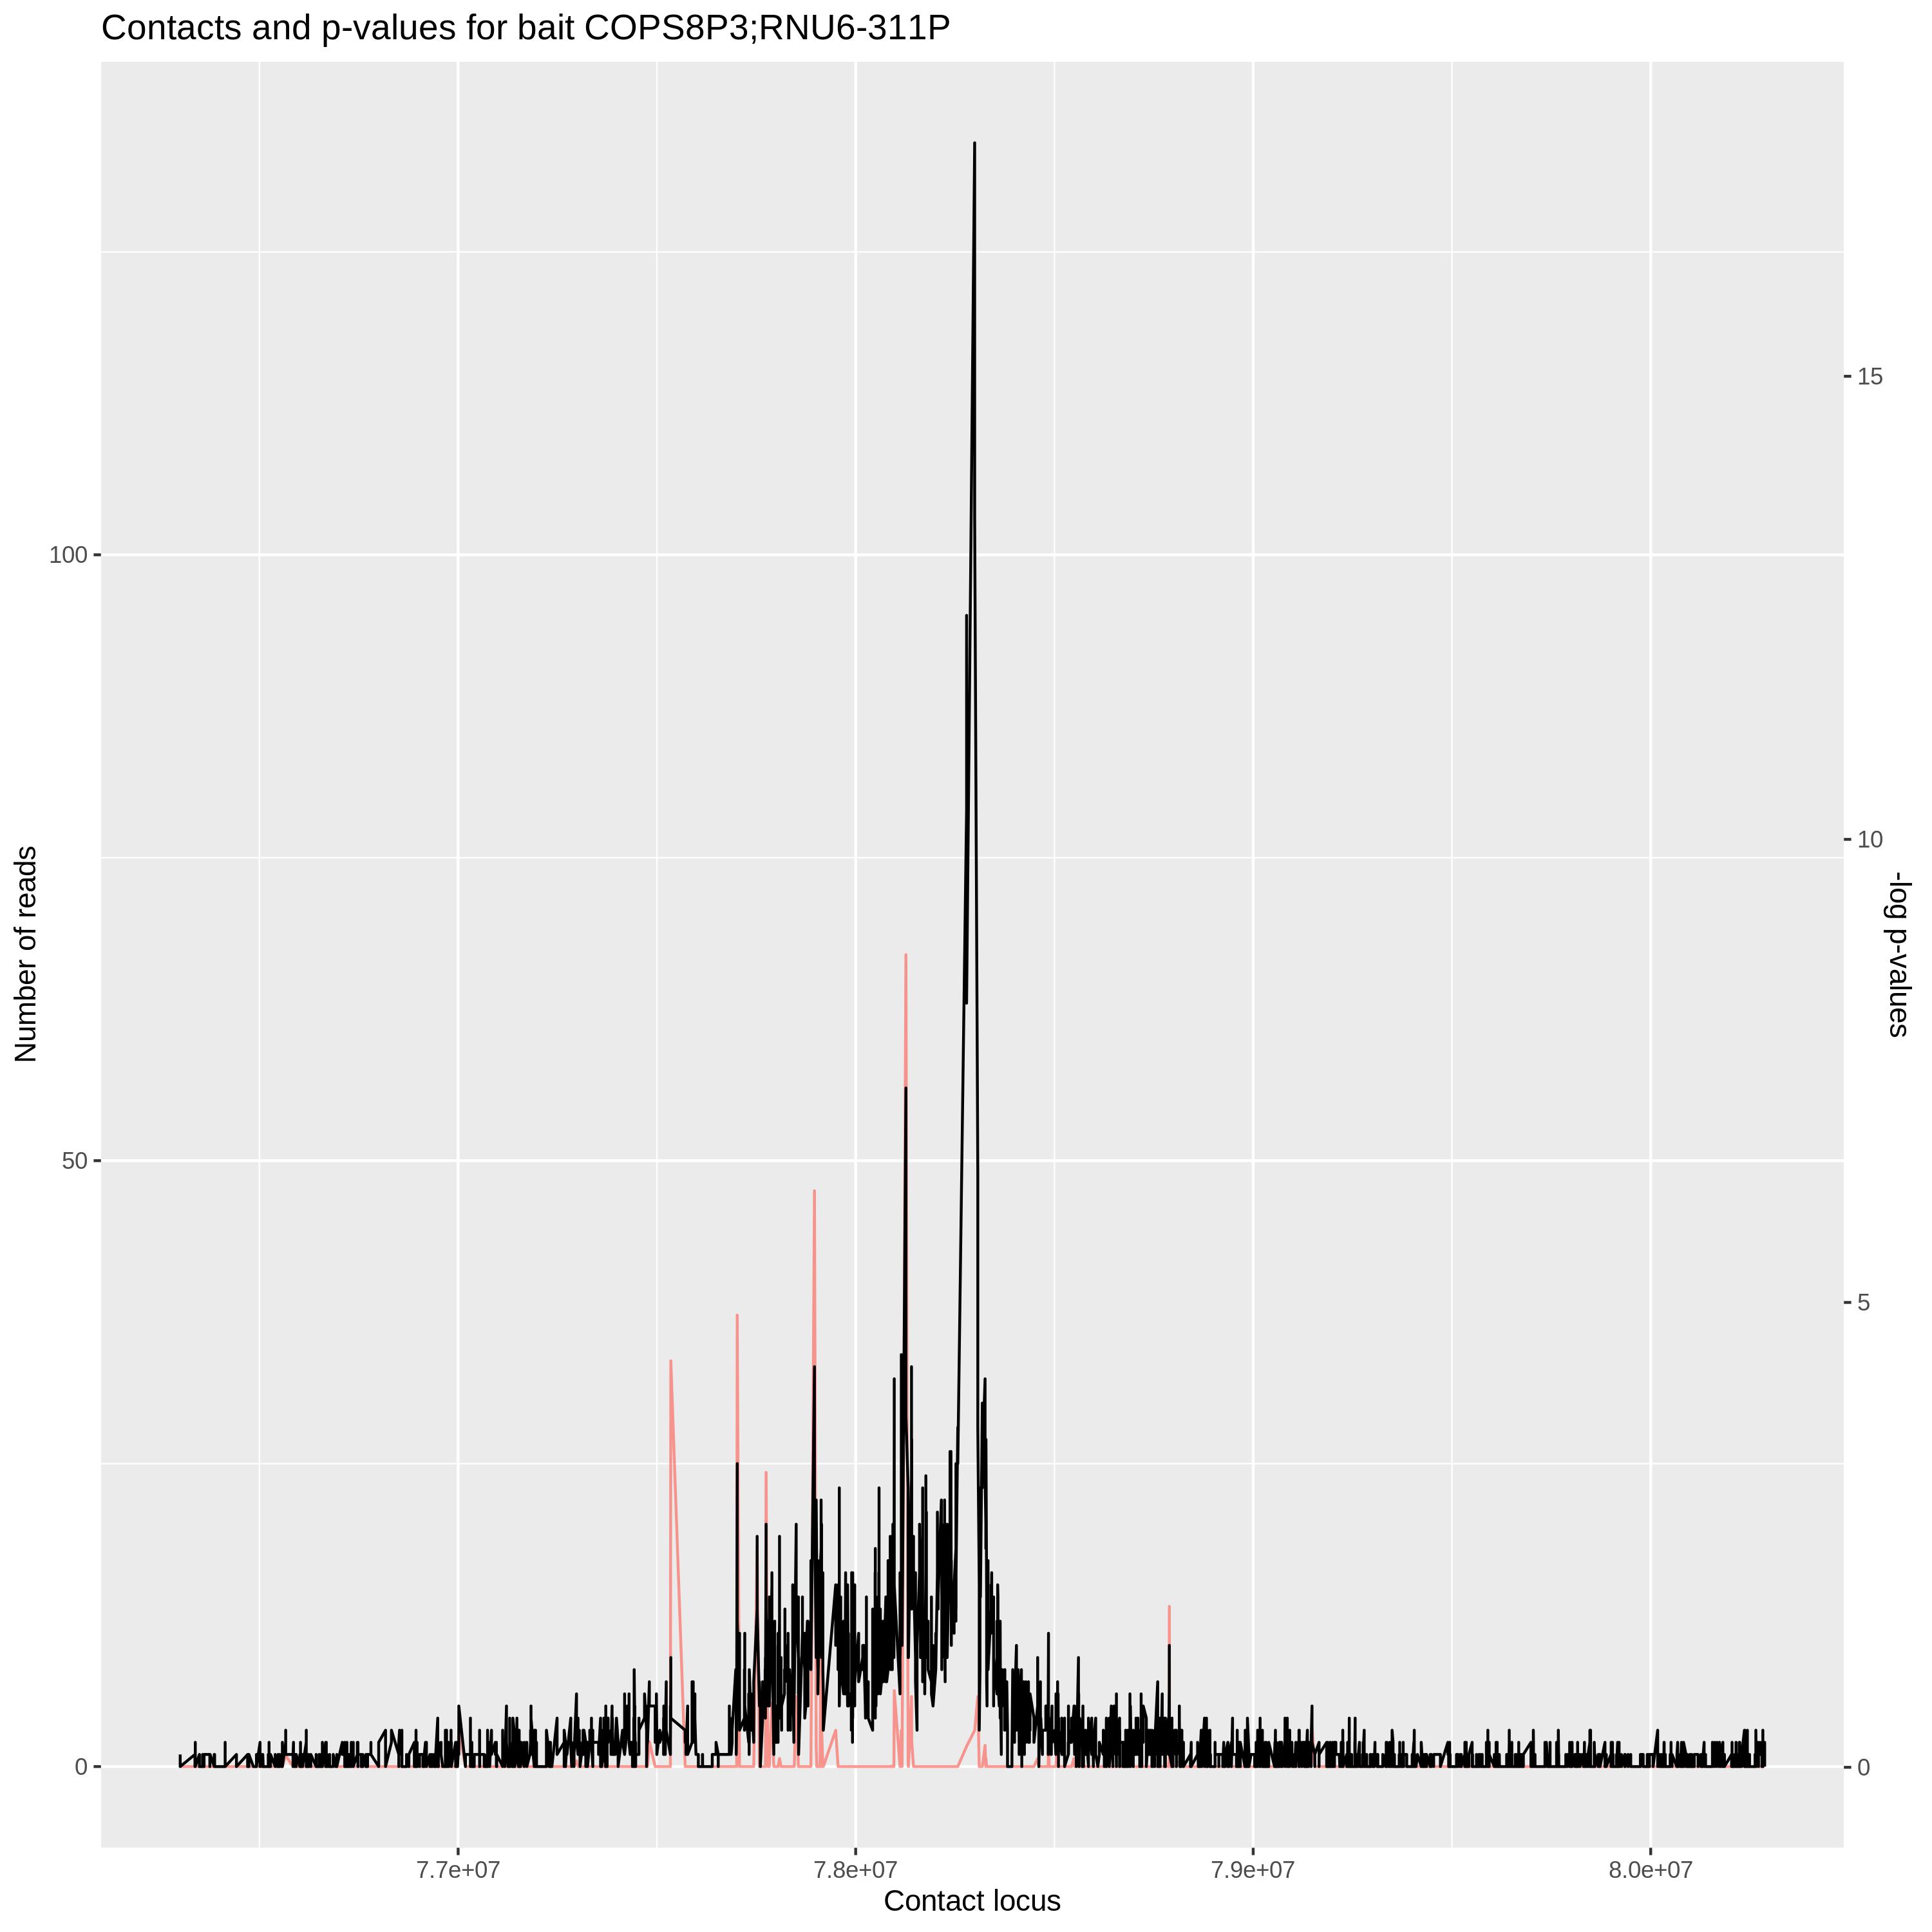 Contacts and p-values for bait COPS8P3;RNU6-311P
100
50
0
Number of reads
15
10
5
0
-log p-values
7.7e+07
7.8e+07
7.9e+07
8.0e+07
Contact locus